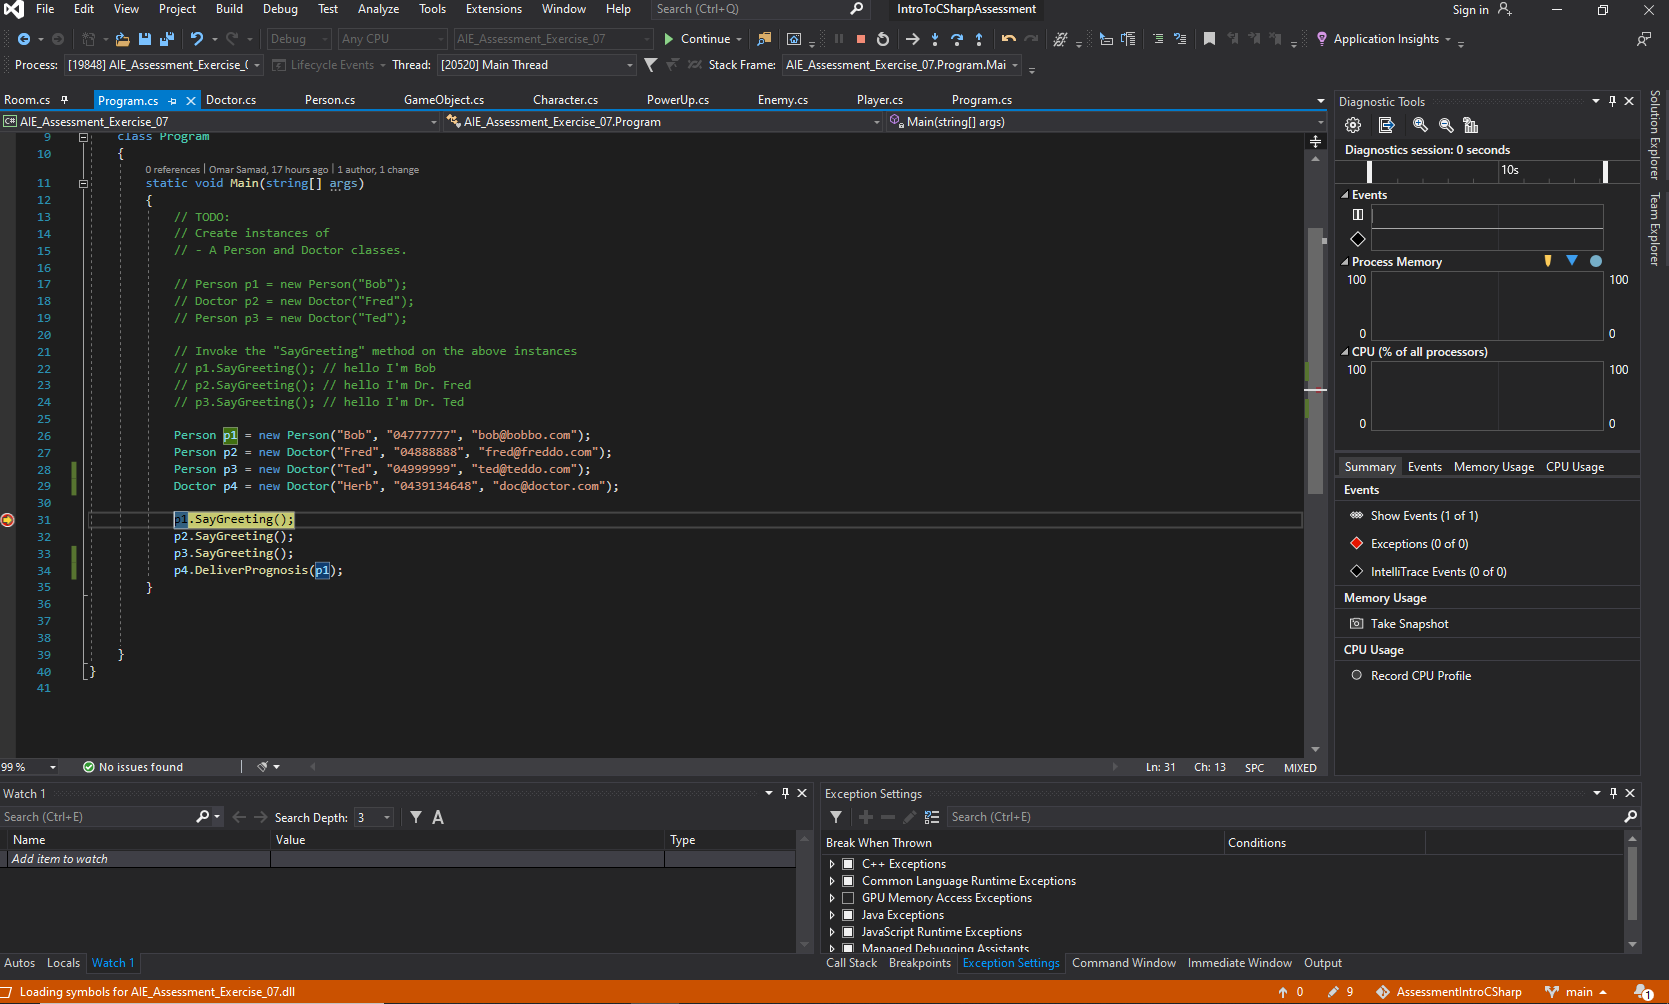 File Edit View Project Build Debug Test Analyze Tools Extensions Window Help Search (Ctrl+Q) IntroToCSharpAssessment Sign in
Debug Any CPU AIE_Assessment_Exercise_07 Continue Application Insights
Process: [19848] AIE_Assessment_Exercise_( Lifecycle Events Thread: [20520] Main Thread Stack Frame: AIE_Assessment_Exercise_07.Program.Mai
Room.cs Program.cs Doctor.cs Person.cs GameObject.cs Character.cs PowerUp.cs Enemy.cs Player.cs Program.cs
AIE_Assessment_Exercise_07 AIE_Assessment_Exercise_07.Program Main(string[] args)
9 class Program
10 {
0 references | Omar Samad, 17 hours ago | 1 author, 1 change
11 static void Main(string[] args)
12 {
13 // TODO:
14 // Create instances of
15 // - A Person and Doctor classes.
16
17 // Person p1 = new Person("Bob");
18 // Doctor p2 = new Doctor("Fred");
19 // Person p3 = new Doctor("Ted");
20
21 // Invoke the "SayGreeting" method on the above instances
22 // p1.SayGreeting(); // hello I'm Bob
23 // p2.SayGreeting(); // hello I'm Dr. Fred
24 // p3.SayGreeting(); // hello I'm Dr. Ted
25
26 Person p1 = new Person("Bob", "04777777", "bob@bobbo.com");
27 Person p2 = new Doctor("Fred", "04888888", "fred@freddo.com");
28 Person p3 = new Doctor("Ted", "04999999", "ted@teddo.com");
29 Doctor p4 = new Doctor("Herb", "0439134648", "doc@doctor.com");
30
31 p1.SayGreeting();
32 p2.SayGreeting();
33 p3.SayGreeting();
34 p4.DeliverPrognosis(p1);
35 }
36
37
38
39 }
40 }
41
99 % No issues found Ln: 31 Ch: 13 SPC MIXED
Diagnostic Tools
Diagnostics session: 0 seconds
10s
Events
Process Memory
100 100
0 0
CPU (% of all processors)
100 100
0 0
Summary Events Memory Usage CPU Usage
Events
Show Events (1 of 1)
Exceptions (0 of 0)
IntelliTrace Events (0 of 0)
Memory Usage
Take Snapshot
CPU Usage
Record CPU Profile
Solution Explorer
Team Explorer
Watch 1
Search (Ctrl+E) Search Depth: 3 A
Name Value Type
Add item to watch
Autos Locals Watch 1
Exception Settings
Search (Ctrl+E)
Break When Thrown Conditions
C++ Exceptions
Common Language Runtime Exceptions
GPU Memory Access Exceptions
Java Exceptions
JavaScript Runtime Exceptions
Managed Debugging Assistants
Call Stack Breakpoints Exception Settings Command Window Immediate Window Output
Loading symbols for AIE_Assessment_Exercise_07.dll 0 9 AssessmentIntroCSharp main 1